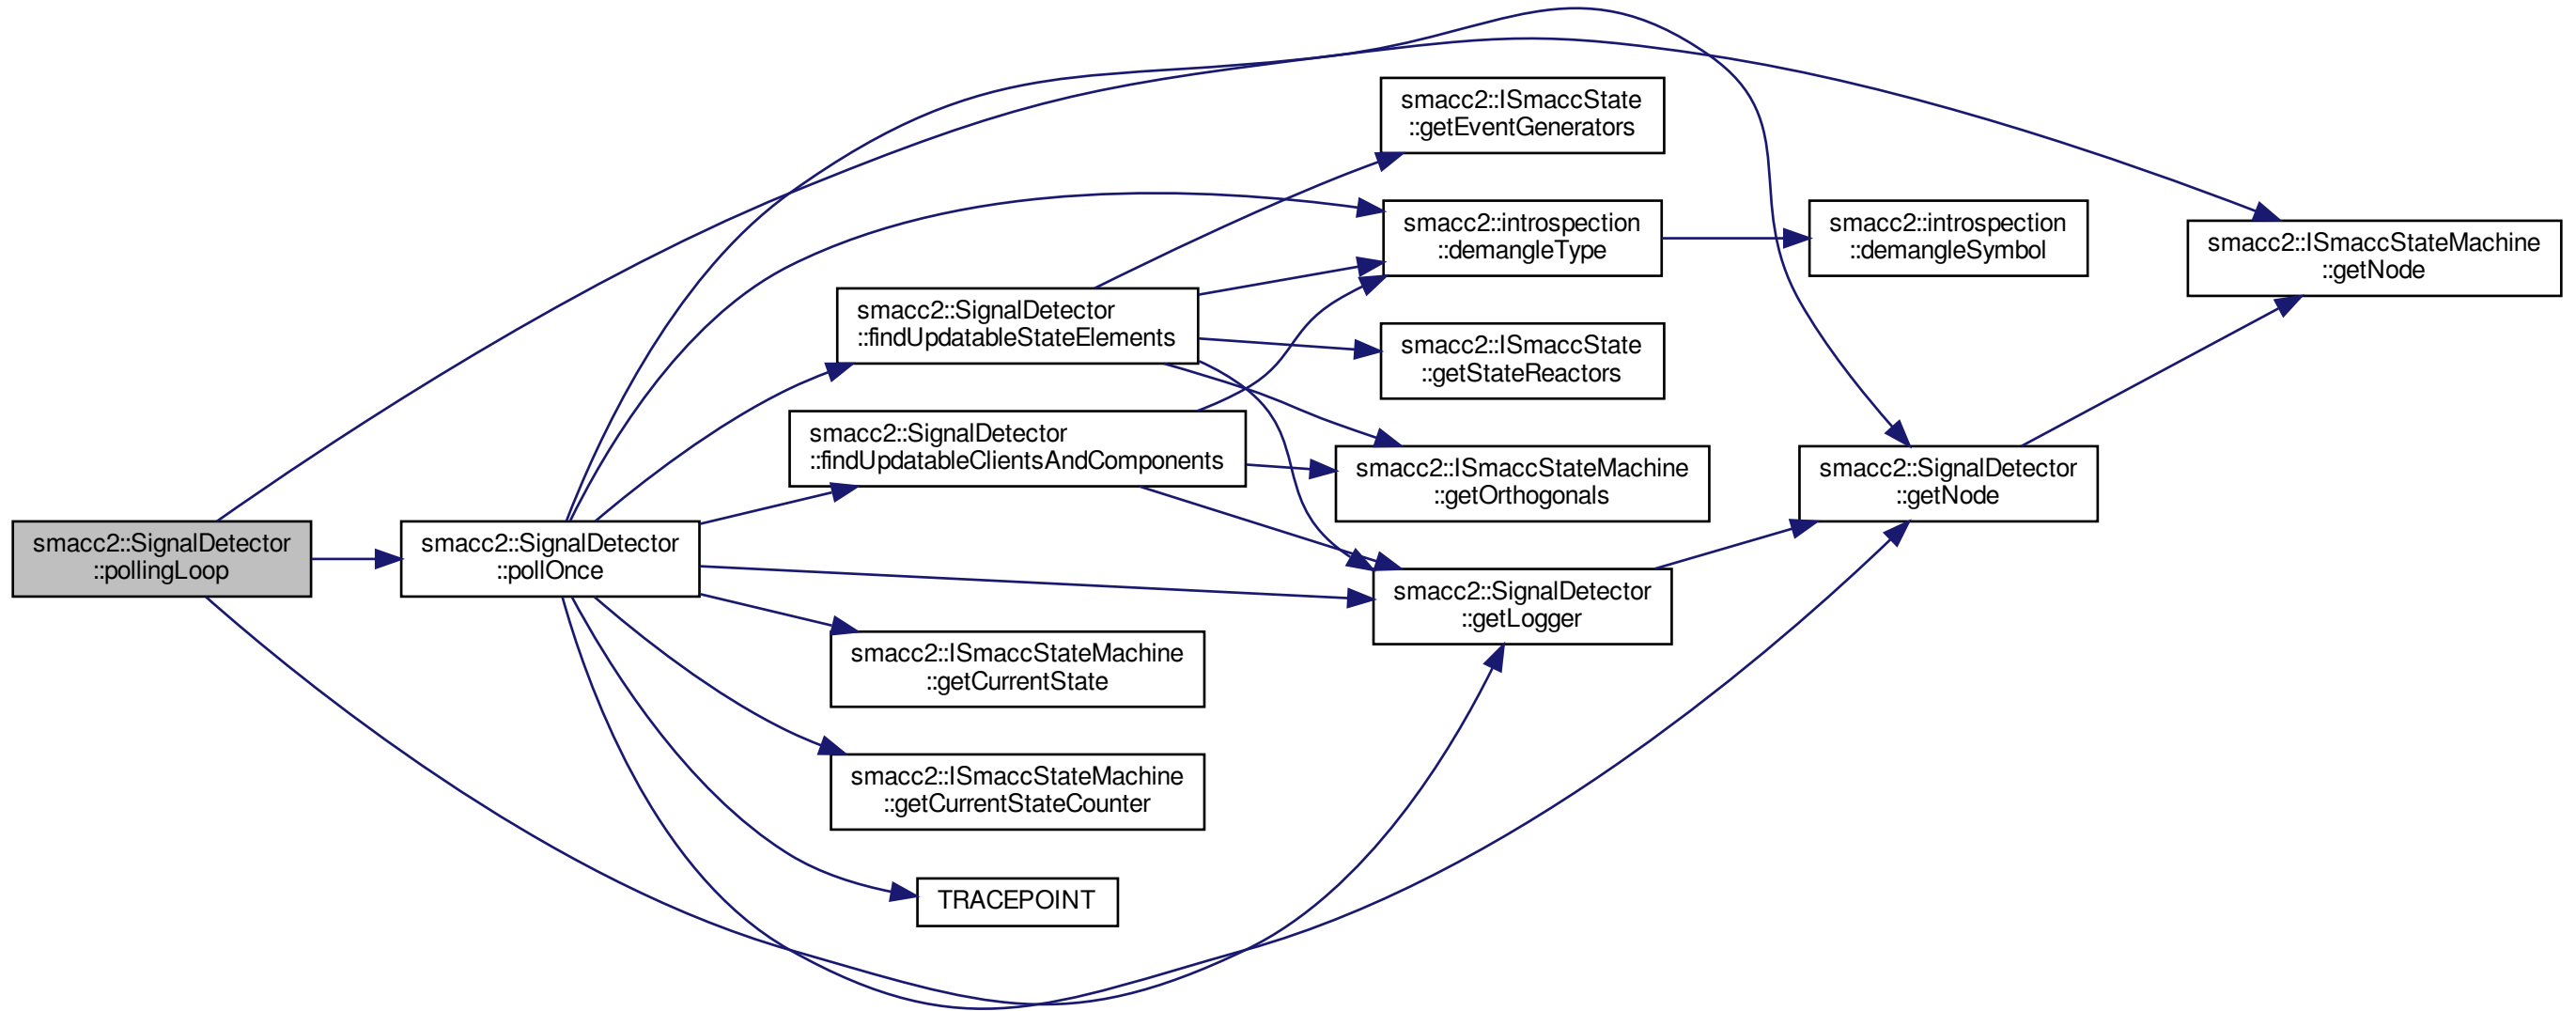 smacc2::SignalDetector
::pollingLoop
smacc2::SignalDetector
::pollOnce
smacc2::SignalDetector
::findUpdatableStateElements
smacc2::SignalDetector
::findUpdatableClientsAndComponents
smacc2::ISmaccStateMachine
::getCurrentState
smacc2::ISmaccStateMachine
::getCurrentStateCounter
TRACEPOINT
smacc2::ISmaccState
::getEventGenerators
smacc2::introspection
::demangleType
smacc2::ISmaccState
::getStateReactors
smacc2::ISmaccStateMachine
::getOrthogonals
smacc2::SignalDetector
::getLogger
smacc2::introspection
::demangleSymbol
smacc2::SignalDetector
::getNode
smacc2::ISmaccStateMachine
::getNode